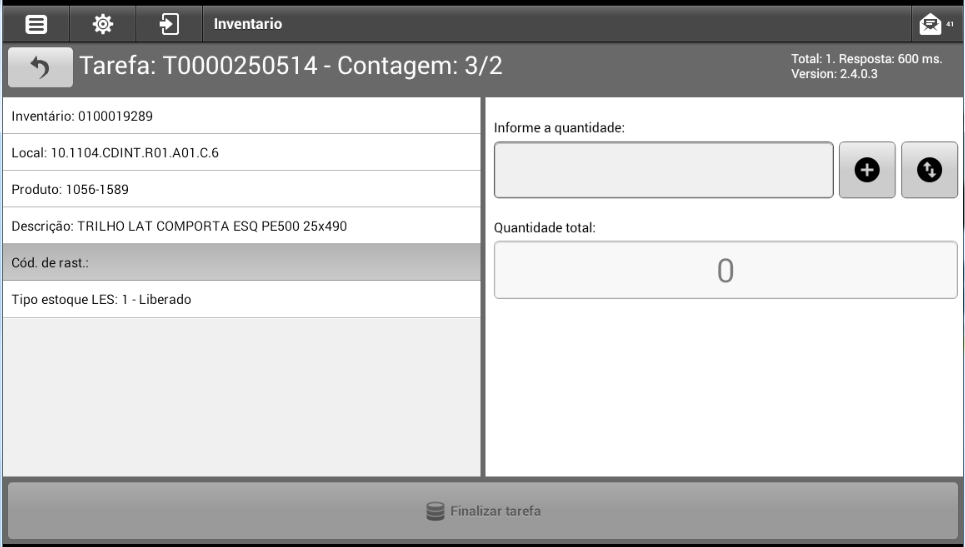 Inventario
41
Tarefa: T0000250514 - Contagem: 3/2
Total: 1. Resposta: 600 ms.
Version: 2.4.0.3
Inventário: 0100019289
Local: 10.1104.CDINT.R01.A01.C.6
Produto: 1056-1589
Descrição: TRILHO LAT COMPORTA ESQ PE500 25x490
Cód. de rast.:
Tipo estoque LES: 1 - Liberado
Informe a quantidade:
Quantidade total:
0
Finalizar tarefa